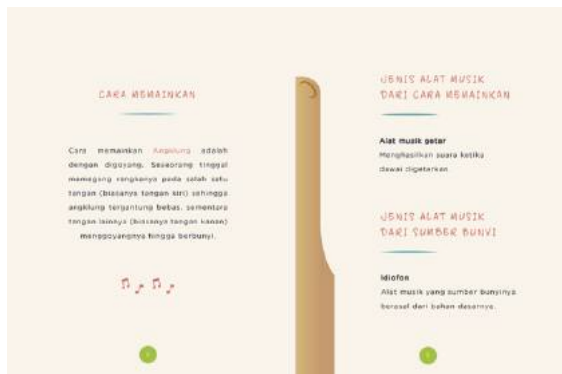 CARA MEMAINKAN
Cara memainkan Angklung adalah
dengan digoyang. Seseorang tinggal
memegang rangkanya pada salah satu
tangan (biasanya tangan kiri) sehingga
angklung tergantung bebas, sementara
tangan lainnya (biasanya tangan kanan)
menggoyangnya hingga berbunyi.
JENIS ALAT MUSIK
DARI CARA MEMAINKAN
Alat musik getar
Menghasilkan suara ketika
dawai digetarkan
JENIS ALAT MUSIK
DARI SUMBER BUNYI
Idiofon
Alat musik yang sumber bunyinya
berasal dari bahan dasarnya.